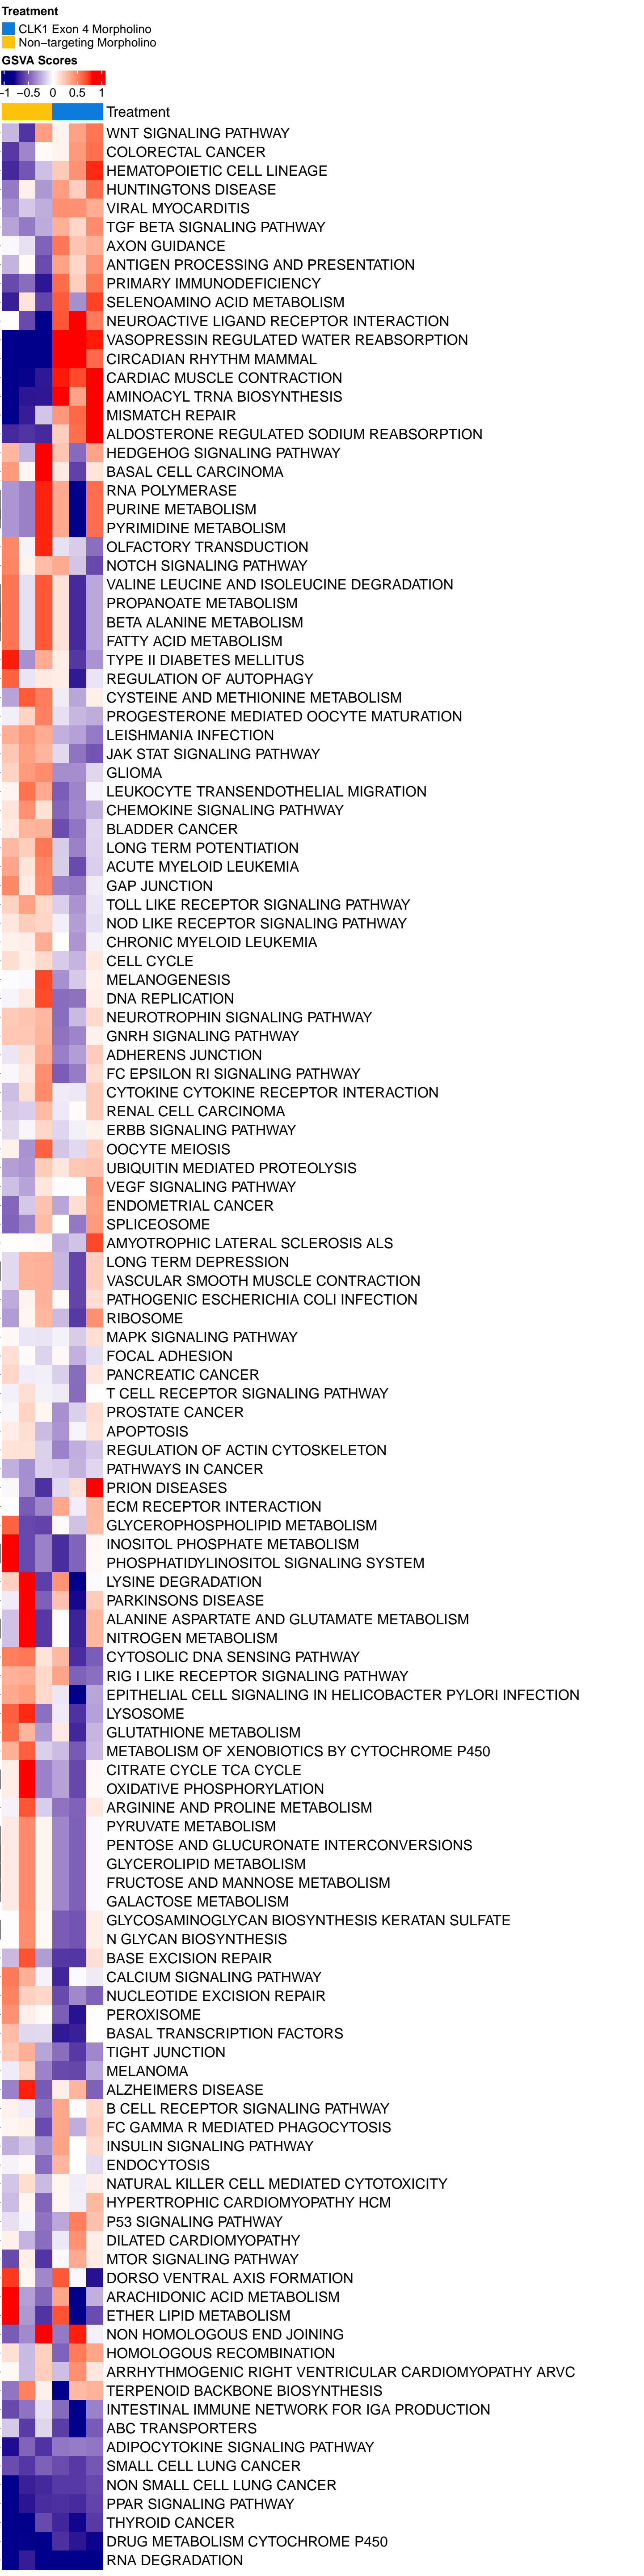 Treatment
CLK1 Exon 4 Morpholino
Non−targeting Morpholino
GSVA Scores
−1 −0.5 0 0.5 1
Treatment
WNT SIGNALING PATHWAY
COLORECTAL CANCER
HEMATOPOIETIC CELL LINEAGE
HUNTINGTONS DISEASE
VIRAL MYOCARDITIS
TGF BETA SIGNALING PATHWAY
AXON GUIDANCE
ANTIGEN PROCESSING AND PRESENTATION
PRIMARY IMMUNODEFICIENCY
SELENOAMINO ACID METABOLISM
NEUROACTIVE LIGAND RECEPTOR INTERACTION
VASOPRESSIN REGULATED WATER REABSORPTION
CIRCADIAN RHYTHM MAMMAL
CARDIAC MUSCLE CONTRACTION
AMINOACYL TRNA BIOSYNTHESIS
MISMATCH REPAIR
ALDOSTERONE REGULATED SODIUM REABSORPTION
HEDGEHOG SIGNALING PATHWAY
BASAL CELL CARCINOMA
RNA POLYMERASE
PURINE METABOLISM
PYRIMIDINE METABOLISM
OLFACTORY TRANSDUCTION
NOTCH SIGNALING PATHWAY
VALINE LEUCINE AND ISOLEUCINE DEGRADATION
PROPANOATE METABOLISM
BETA ALANINE METABOLISM
FATTY ACID METABOLISM
TYPE II DIABETES MELLITUS
REGULATION OF AUTOPHAGY
CYSTEINE AND METHIONINE METABOLISM
PROGESTERONE MEDIATED OOCYTE MATURATION
LEISHMANIA INFECTION
JAK STAT SIGNALING PATHWAY
GLIOMA
LEUKOCYTE TRANSENDOTHELIAL MIGRATION
CHEMOKINE SIGNALING PATHWAY
BLADDER CANCER
LONG TERM POTENTIATION
ACUTE MYELOID LEUKEMIA
GAP JUNCTION
TOLL LIKE RECEPTOR SIGNALING PATHWAY
NOD LIKE RECEPTOR SIGNALING PATHWAY
CHRONIC MYELOID LEUKEMIA
CELL CYCLE
MELANOGENESIS
DNA REPLICATION
NEUROTROPHIN SIGNALING PATHWAY
GNRH SIGNALING PATHWAY
ADHERENS JUNCTION
FC EPSILON RI SIGNALING PATHWAY
CYTOKINE CYTOKINE RECEPTOR INTERACTION
RENAL CELL CARCINOMA
ERBB SIGNALING PATHWAY
OOCYTE MEIOSIS
UBIQUITIN MEDIATED PROTEOLYSIS
VEGF SIGNALING PATHWAY
ENDOMETRIAL CANCER
SPLICEOSOME
AMYOTROPHIC LATERAL SCLEROSIS ALS
LONG TERM DEPRESSION
VASCULAR SMOOTH MUSCLE CONTRACTION
PATHOGENIC ESCHERICHIA COLI INFECTION
RIBOSOME
MAPK SIGNALING PATHWAY
FOCAL ADHESION
PANCREATIC CANCER
T CELL RECEPTOR SIGNALING PATHWAY
PROSTATE CANCER
APOPTOSIS
REGULATION OF ACTIN CYTOSKELETON
PATHWAYS IN CANCER
PRION DISEASES
ECM RECEPTOR INTERACTION
GLYCEROPHOSPHOLIPID METABOLISM
INOSITOL PHOSPHATE METABOLISM
PHOSPHATIDYLINOSITOL SIGNALING SYSTEM
LYSINE DEGRADATION
PARKINSONS DISEASE
ALANINE ASPARTATE AND GLUTAMATE METABOLISM
NITROGEN METABOLISM
CYTOSOLIC DNA SENSING PATHWAY
RIG I LIKE RECEPTOR SIGNALING PATHWAY
EPITHELIAL CELL SIGNALING IN HELICOBACTER PYLORI INFECTION
LYSOSOME
GLUTATHIONE METABOLISM
METABOLISM OF XENOBIOTICS BY CYTOCHROME P450
CITRATE CYCLE TCA CYCLE
OXIDATIVE PHOSPHORYLATION
ARGININE AND PROLINE METABOLISM
PYRUVATE METABOLISM
PENTOSE AND GLUCURONATE INTERCONVERSIONS
GLYCEROLIPID METABOLISM
FRUCTOSE AND MANNOSE METABOLISM
GALACTOSE METABOLISM
GLYCOSAMINOGLYCAN BIOSYNTHESIS KERATAN SULFATE
N GLYCAN BIOSYNTHESIS
BASE EXCISION REPAIR
CALCIUM SIGNALING PATHWAY
NUCLEOTIDE EXCISION REPAIR
PEROXISOME
BASAL TRANSCRIPTION FACTORS
TIGHT JUNCTION
MELANOMA
ALZHEIMERS DISEASE
B CELL RECEPTOR SIGNALING PATHWAY
FC GAMMA R MEDIATED PHAGOCYTOSIS
INSULIN SIGNALING PATHWAY
ENDOCYTOSIS
NATURAL KILLER CELL MEDIATED CYTOTOXICITY
HYPERTROPHIC CARDIOMYOPATHY HCM
P53 SIGNALING PATHWAY
DILATED CARDIOMYOPATHY
MTOR SIGNALING PATHWAY
DORSO VENTRAL AXIS FORMATION
ARACHIDONIC ACID METABOLISM
ETHER LIPID METABOLISM
NON HOMOLOGOUS END JOINING
HOMOLOGOUS RECOMBINATION
ARRHYTHMOGENIC RIGHT VENTRICULAR CARDIOMYOPATHY ARVC
TERPENOID BACKBONE BIOSYNTHESIS
INTESTINAL IMMUNE NETWORK FOR IGA PRODUCTION
ABC TRANSPORTERS
ADIPOCYTOKINE SIGNALING PATHWAY
SMALL CELL LUNG CANCER
NON SMALL CELL LUNG CANCER
PPAR SIGNALING PATHWAY
THYROID CANCER
DRUG METABOLISM CYTOCHROME P450
RNA DEGRADATION